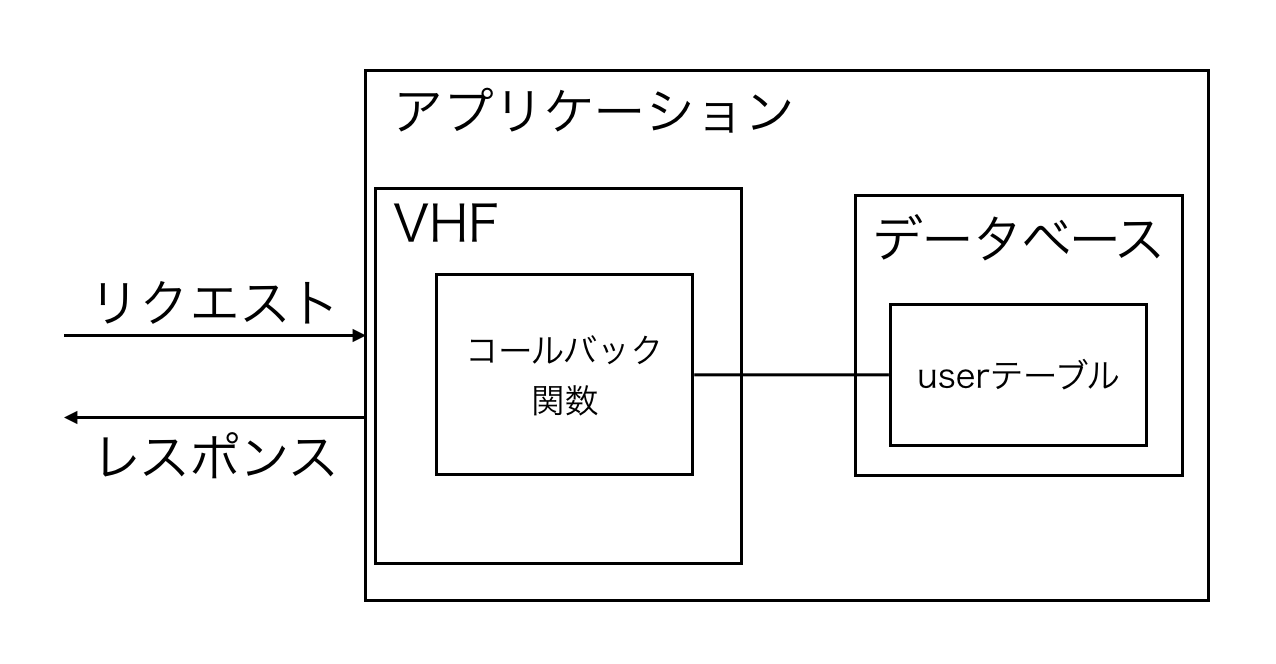 アプリケーション
VHF
データベース
リクエスト
コールバック
関数
userテーブル
レスポンス